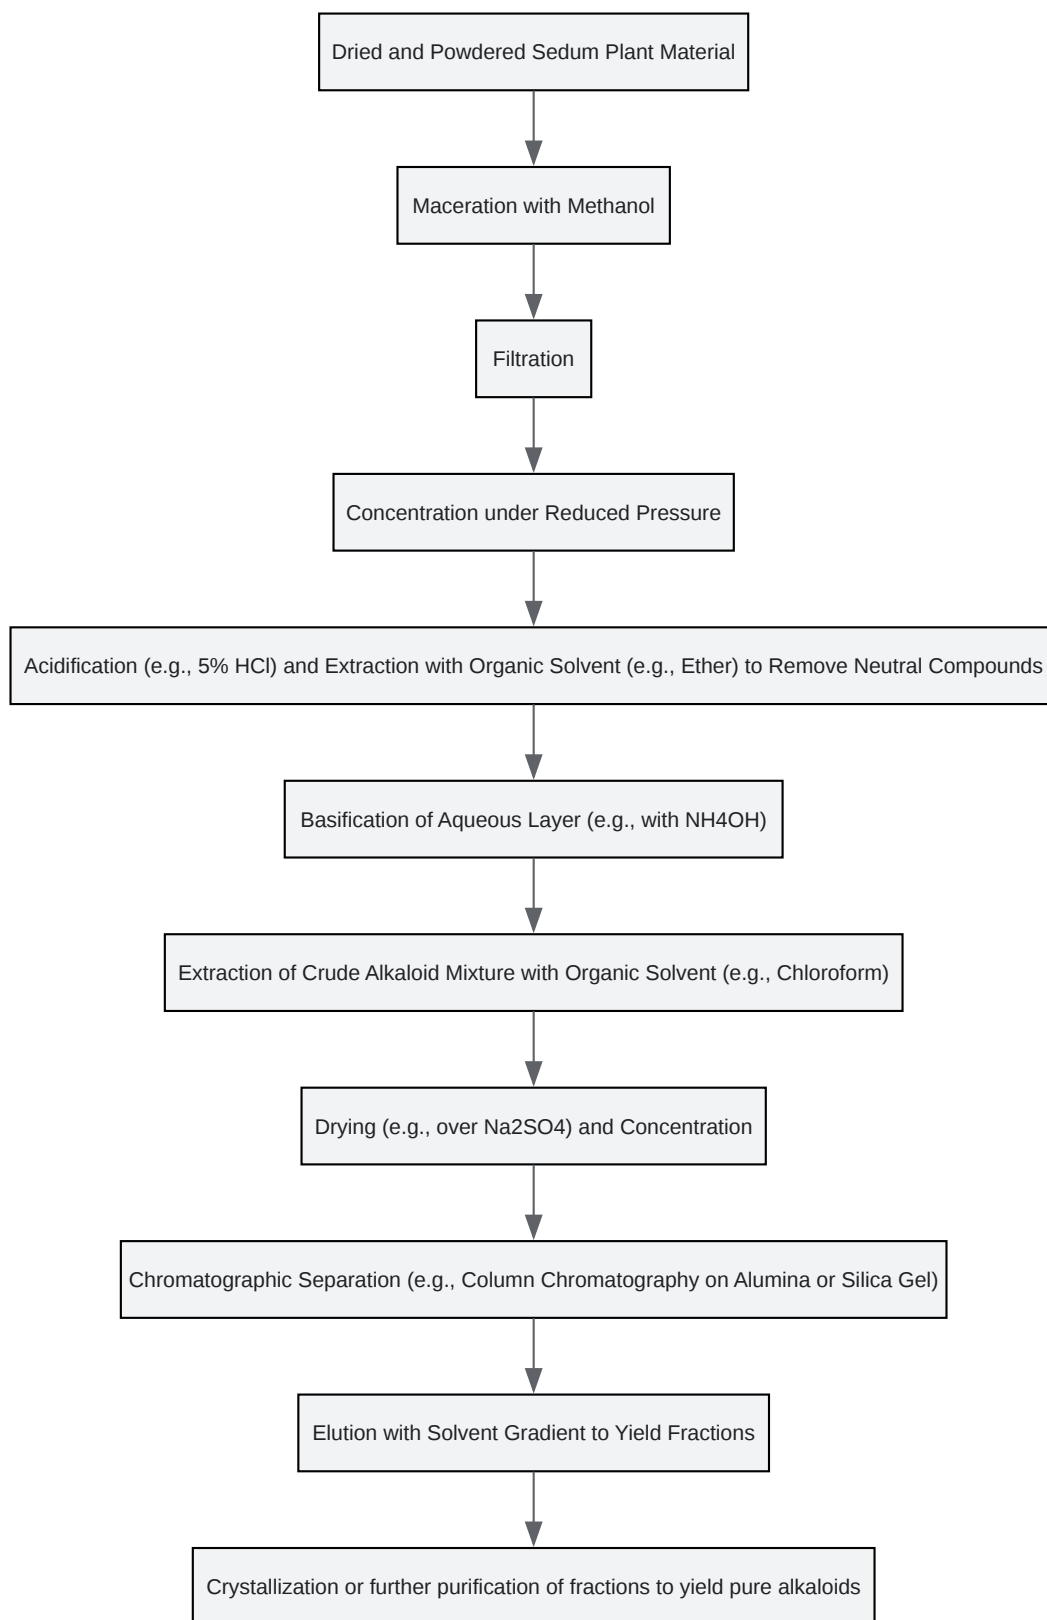 Dried and Powdered Sedum Plant Material
Maceration with Methanol
Filtration
Concentration under Reduced Pressure
Acidification (e.g., 5% HCl) and Extraction with Organic Solvent (e.g., Ether) to Remove Neutral Compounds
Basification of Aqueous Layer (e.g., with NH4OH)
Extraction of Crude Alkaloid Mixture with Organic Solvent (e.g., Chloroform)
Drying (e.g., over Na2SO4) and Concentration
Chromatographic Separation (e.g., Column Chromatography on Alumina or Silica Gel)
Elution with Solvent Gradient to Yield Fractions
Crystallization or further purification of fractions to yield pure alkaloids